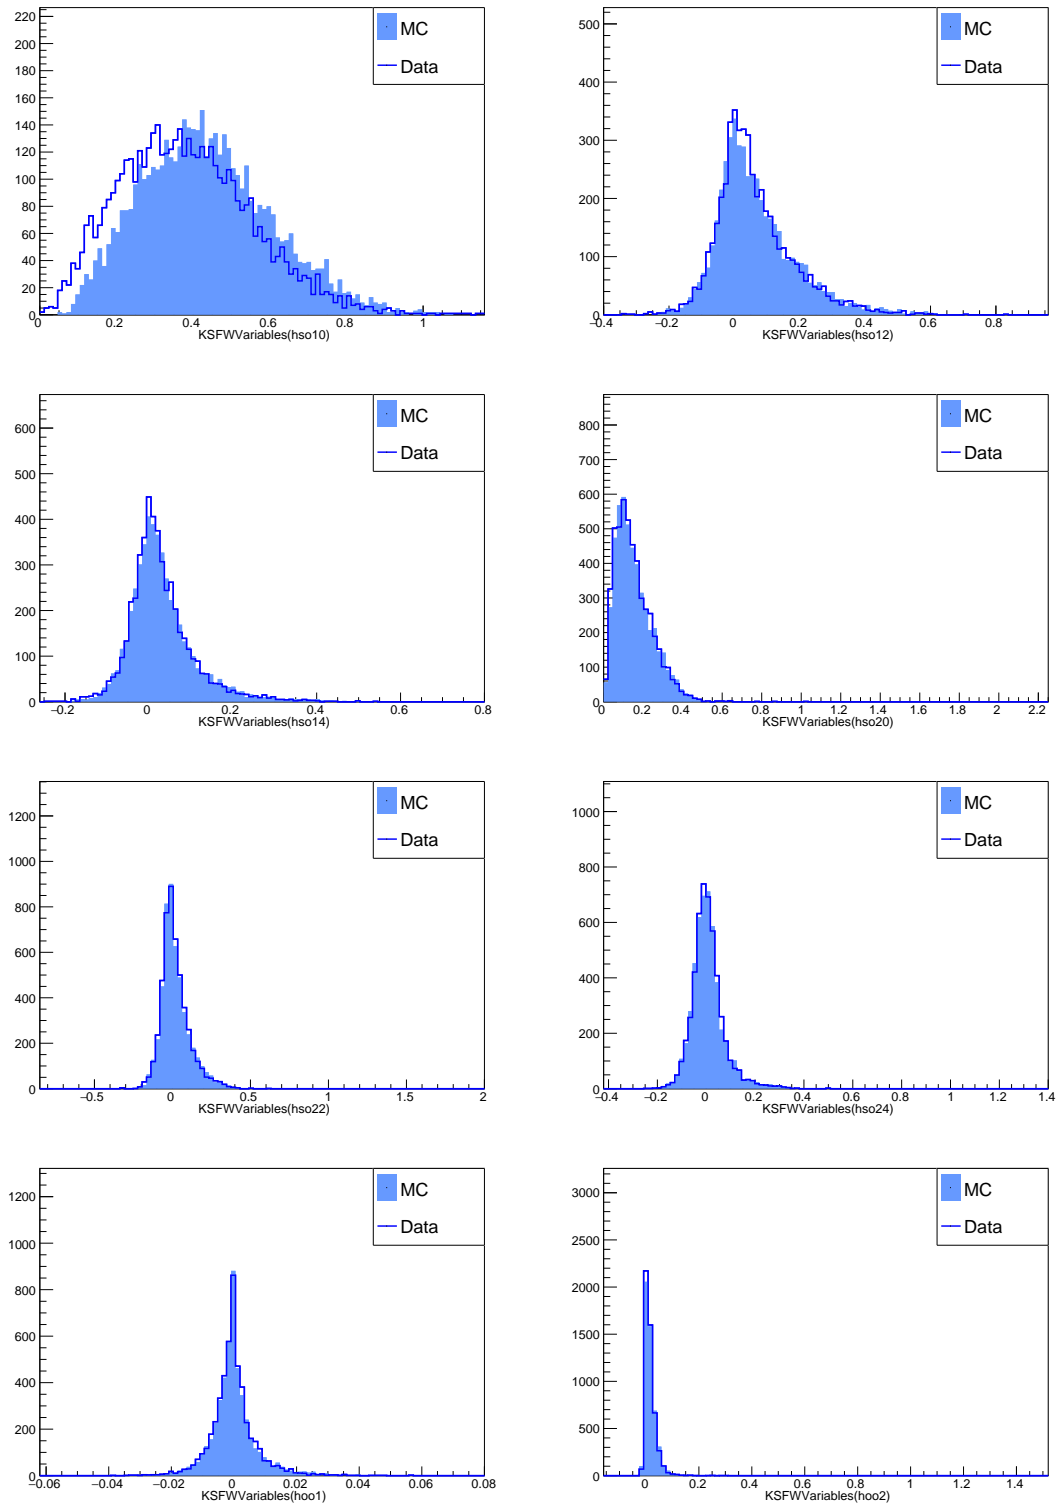 220
200
180
160
140
120
100
80
60
40
20
0
0 0.2 0.4 0.6 0.8 1
KSFWVariables(hso10)
MC
Data
500
400
300
200
100
0
−0.4 −0.2 0 0.2 0.4 0.6 0.8
KSFWVariables(hso12)
MC
Data
600
500
400
300
200
100
0
−0.2 0 0.2 0.4 0.6 0.8
KSFWVariables(hso14)
MC
Data
800
700
600
500
400
300
200
100
0
0 0.2 0.4 0.6 0.8 1 1.2 1.4 1.6 1.8 2 2.2
KSFWVariables(hso20)
MC
Data
1200
1000
800
600
400
200
0
−0.5 0 0.5 1 1.5 2
KSFWVariables(hso22)
MC
Data
1000
800
600
400
200
0
−0.4 −0.2 0 0.2 0.4 0.6 0.8 1 1.2 1.4
KSFWVariables(hso24)
MC
Data
1200
1000
800
600
400
200
0
−0.06 −0.04 −0.02 0 0.02 0.04 0.06 0.08
KSFWVariables(hoo1)
MC
Data
3000
2500
2000
1500
1000
500
0
0 0.2 0.4 0.6 0.8 1 1.2 1.4
KSFWVariables(hoo2)
MC
Data